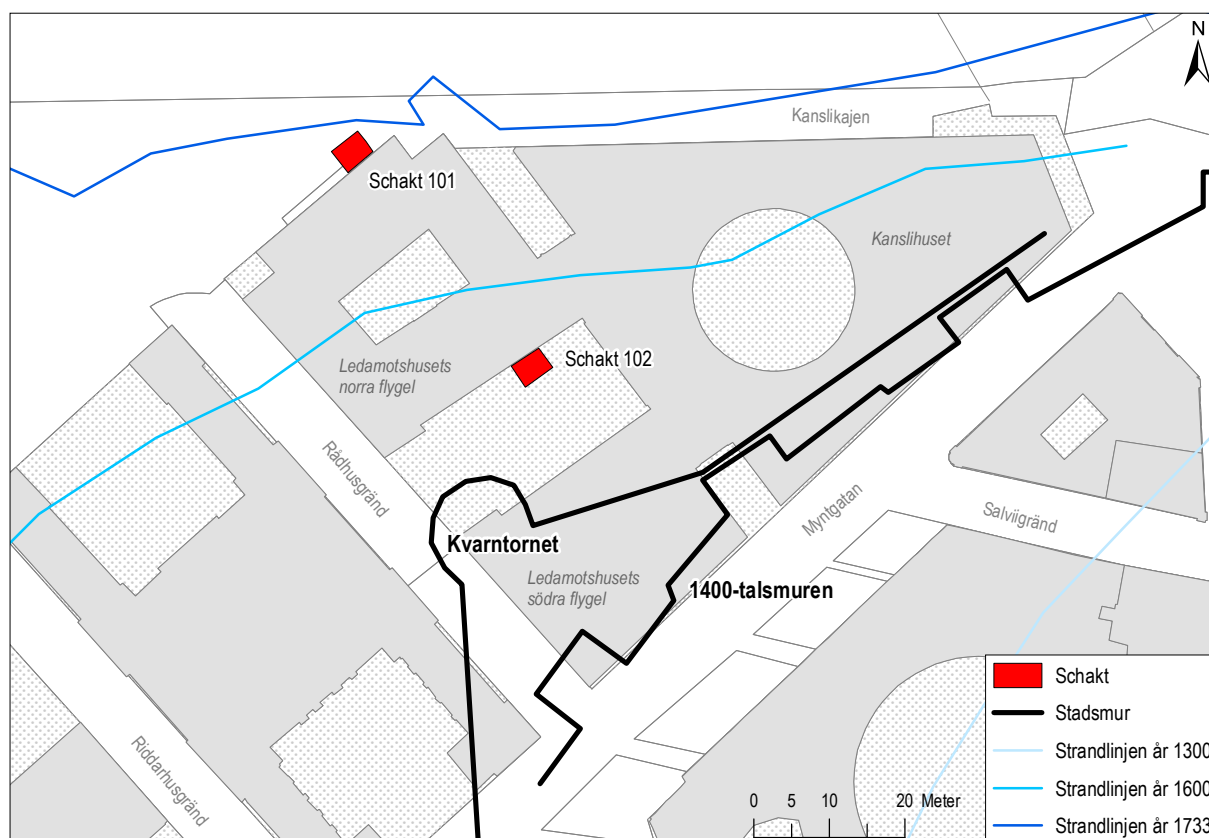 N
Kanslikajen
Schakt 101
Kanslihuset
Schakt 102
Ledamotshusets
norra flygel
Rådhusgränd
Myntgatan
Salviigränd
Kvarntornet
Ledamotshusets
södra flygel
1400-talsmuren
Riddarhusgränd
Schakt
Stadsmur
Strandlinjen år 1300
Strandlinjen år 1600
Strandlinjen år 1733
0 5 10 20 Meter